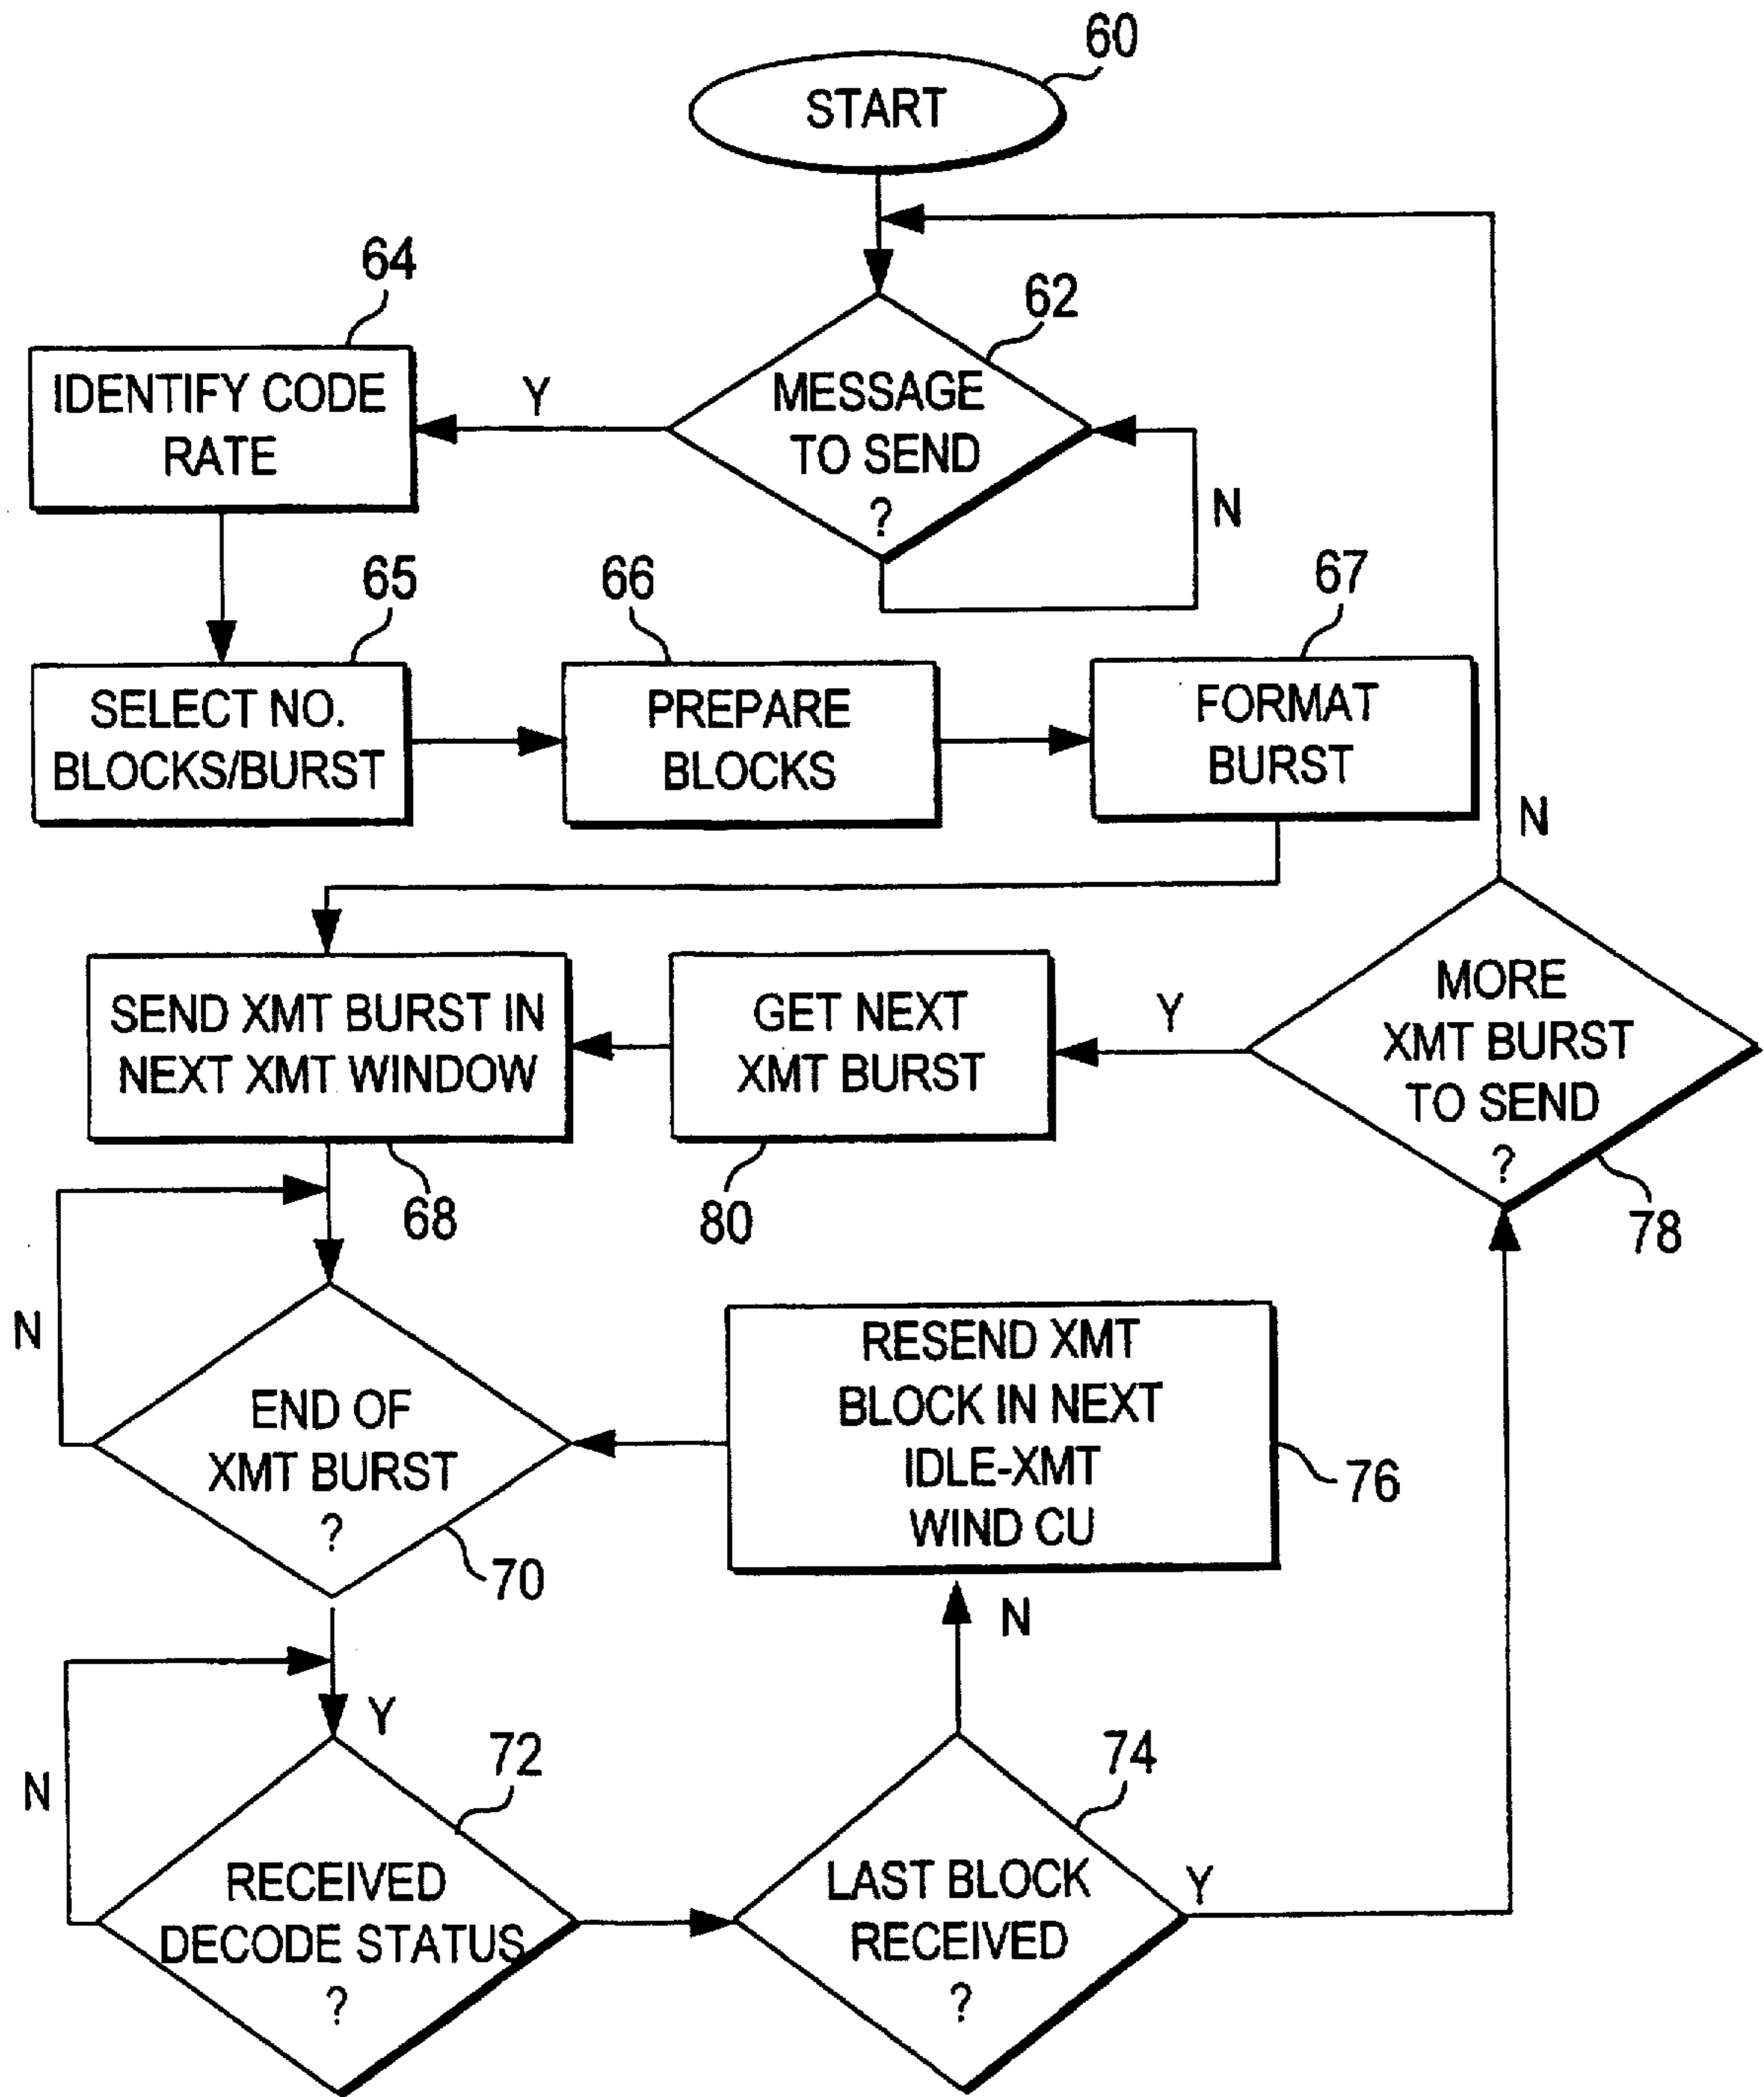 60
START
64
62
IDENTIFY CODE
RATE
Y
MESSAGE
TO SEND
?
N
65
66
67
SELECT NO.
BLOCKS/BURST
PREPARE
BLOCKS
FORMAT
BURST
N
SEND XMT BURST IN
NEXT XMT WINDOW
GET NEXT
XMT BURST
Y
MORE
XMT BURST
TO SEND
?
68
80
78
N
END OF
XMT BURST
?
70
RESEND XMT
BLOCK IN NEXT
IDLE-XMT
WIND CU
76
N
Y
72
74
N
RECEIVED
DECODE STATUS
?
LAST BLOCK
RECEIVED
?
Y